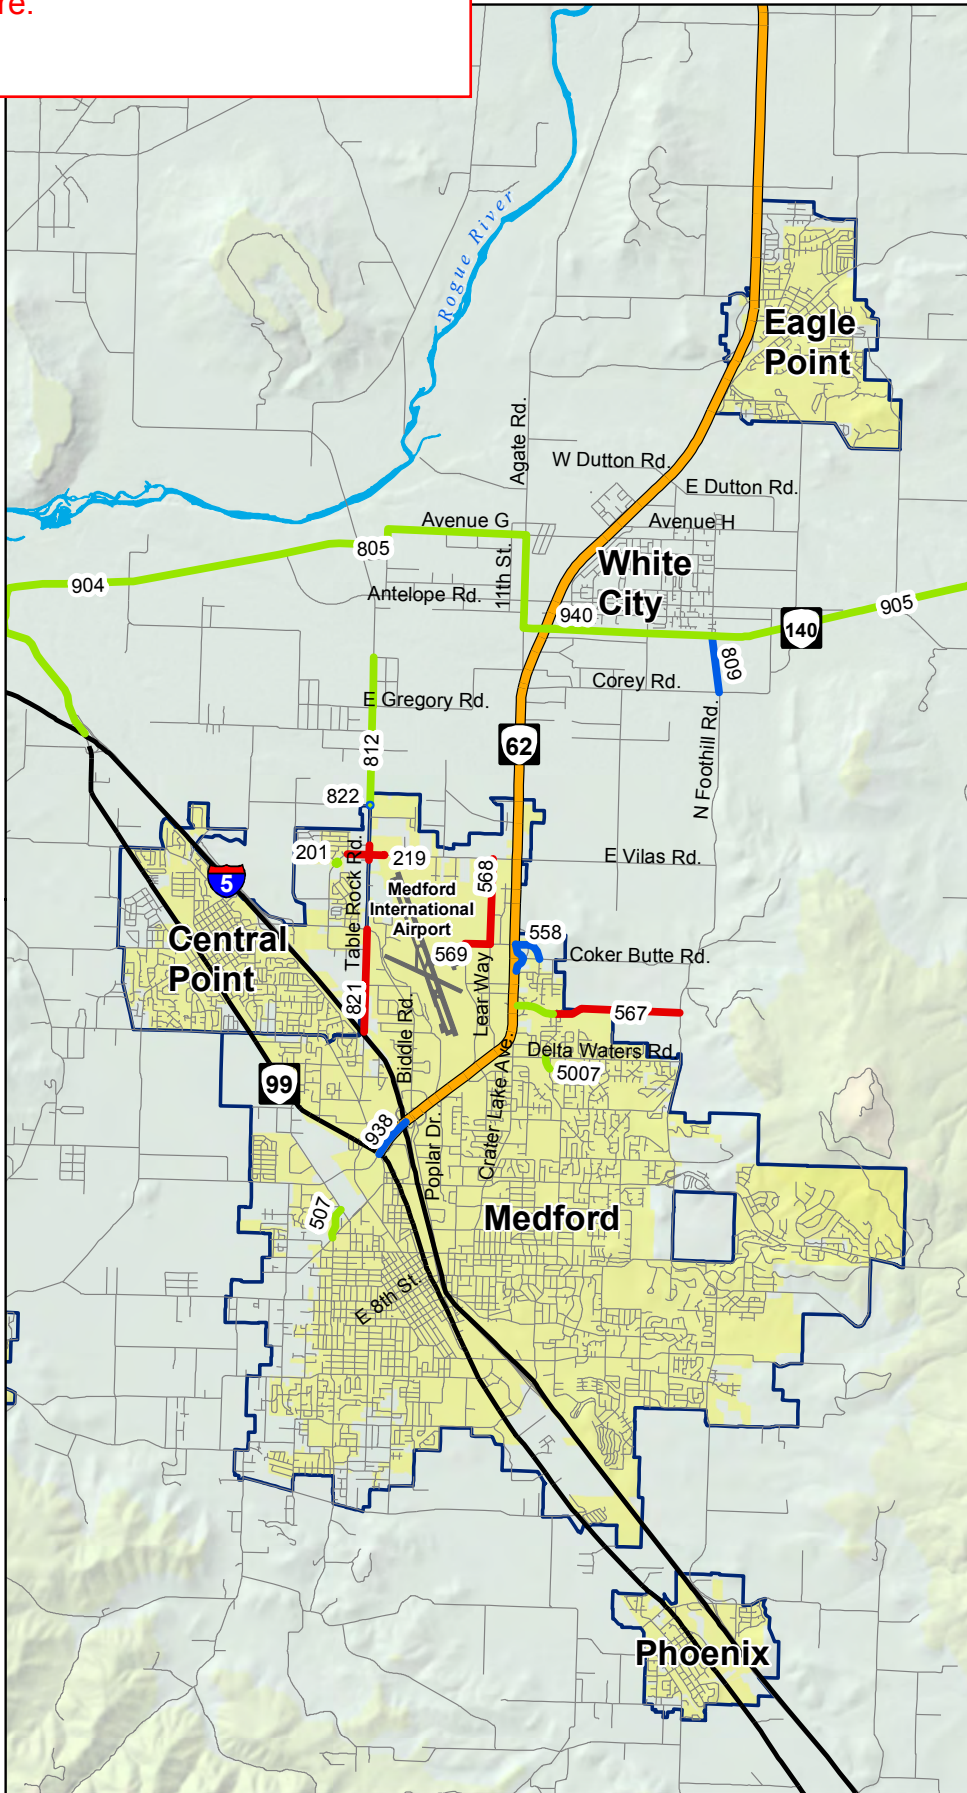 re.
Rogue River
Eagle
Point
Agate Rd.
W Dutton Rd.
E Dutton Rd.
Avenue G
Avenue H
805
11th St.
White
City
904
Antelope Rd.
940
905
140
809
Corey Rd.
E Gregory Rd.
N Foothill Rd.
812
62
822
201
219
Table Rock Rd.
E Vilas Rd.
568
Medford
International
Airport
5
Central
Point
558
569
Coker Butte Rd.
Lear Way
821
567
Biddle Rd.
Delta Waters Rd.
5007
Crater Lake Ave.
99
938
Poplar Dr.
507
Medford
E 8th St.
Phoenix